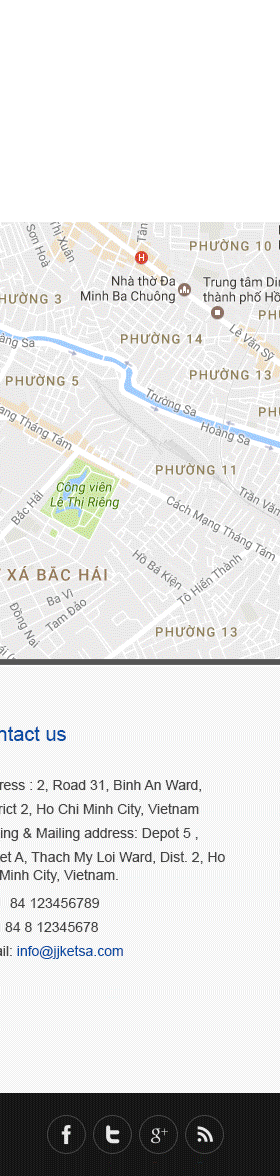 Sơn Hoà
Thị Xuân
Tân
PHƯỜNG 10
H
Nhà thờ Đa
Minh Ba Chuông
Trung tâm Din
thành phố Hồ
PHƯỜNG 3
Lê Văn Sỹ
PHƯỜNG 14
PHƯỜNG 5
PHƯỜNG 13
Trường Sa
Hoàng Sa
ang Tháng Tám
PHƯỜNG 11
Công viên
Lê Thị Riêng
Trần Văn
Bắc Hải
Cách Mạng Tháng Tám
XÁ BẮC HẢI
Hồ Bá Kiện
Tô Hiến Thành
Ba Vì
Tam Đảo
Đồng Nai
PHƯỜNG 13
ntact us
ress : 2, Road 31, Binh An Ward,
rict 2, Ho Chi Minh City, Vietnam
ing & Mailing address: Depot 5 ,
et A, Thach My Loi Ward, Dist. 2, Ho
Minh City, Vietnam.
84 123456789
84 8 12345678
ail: info@jjketsa.com